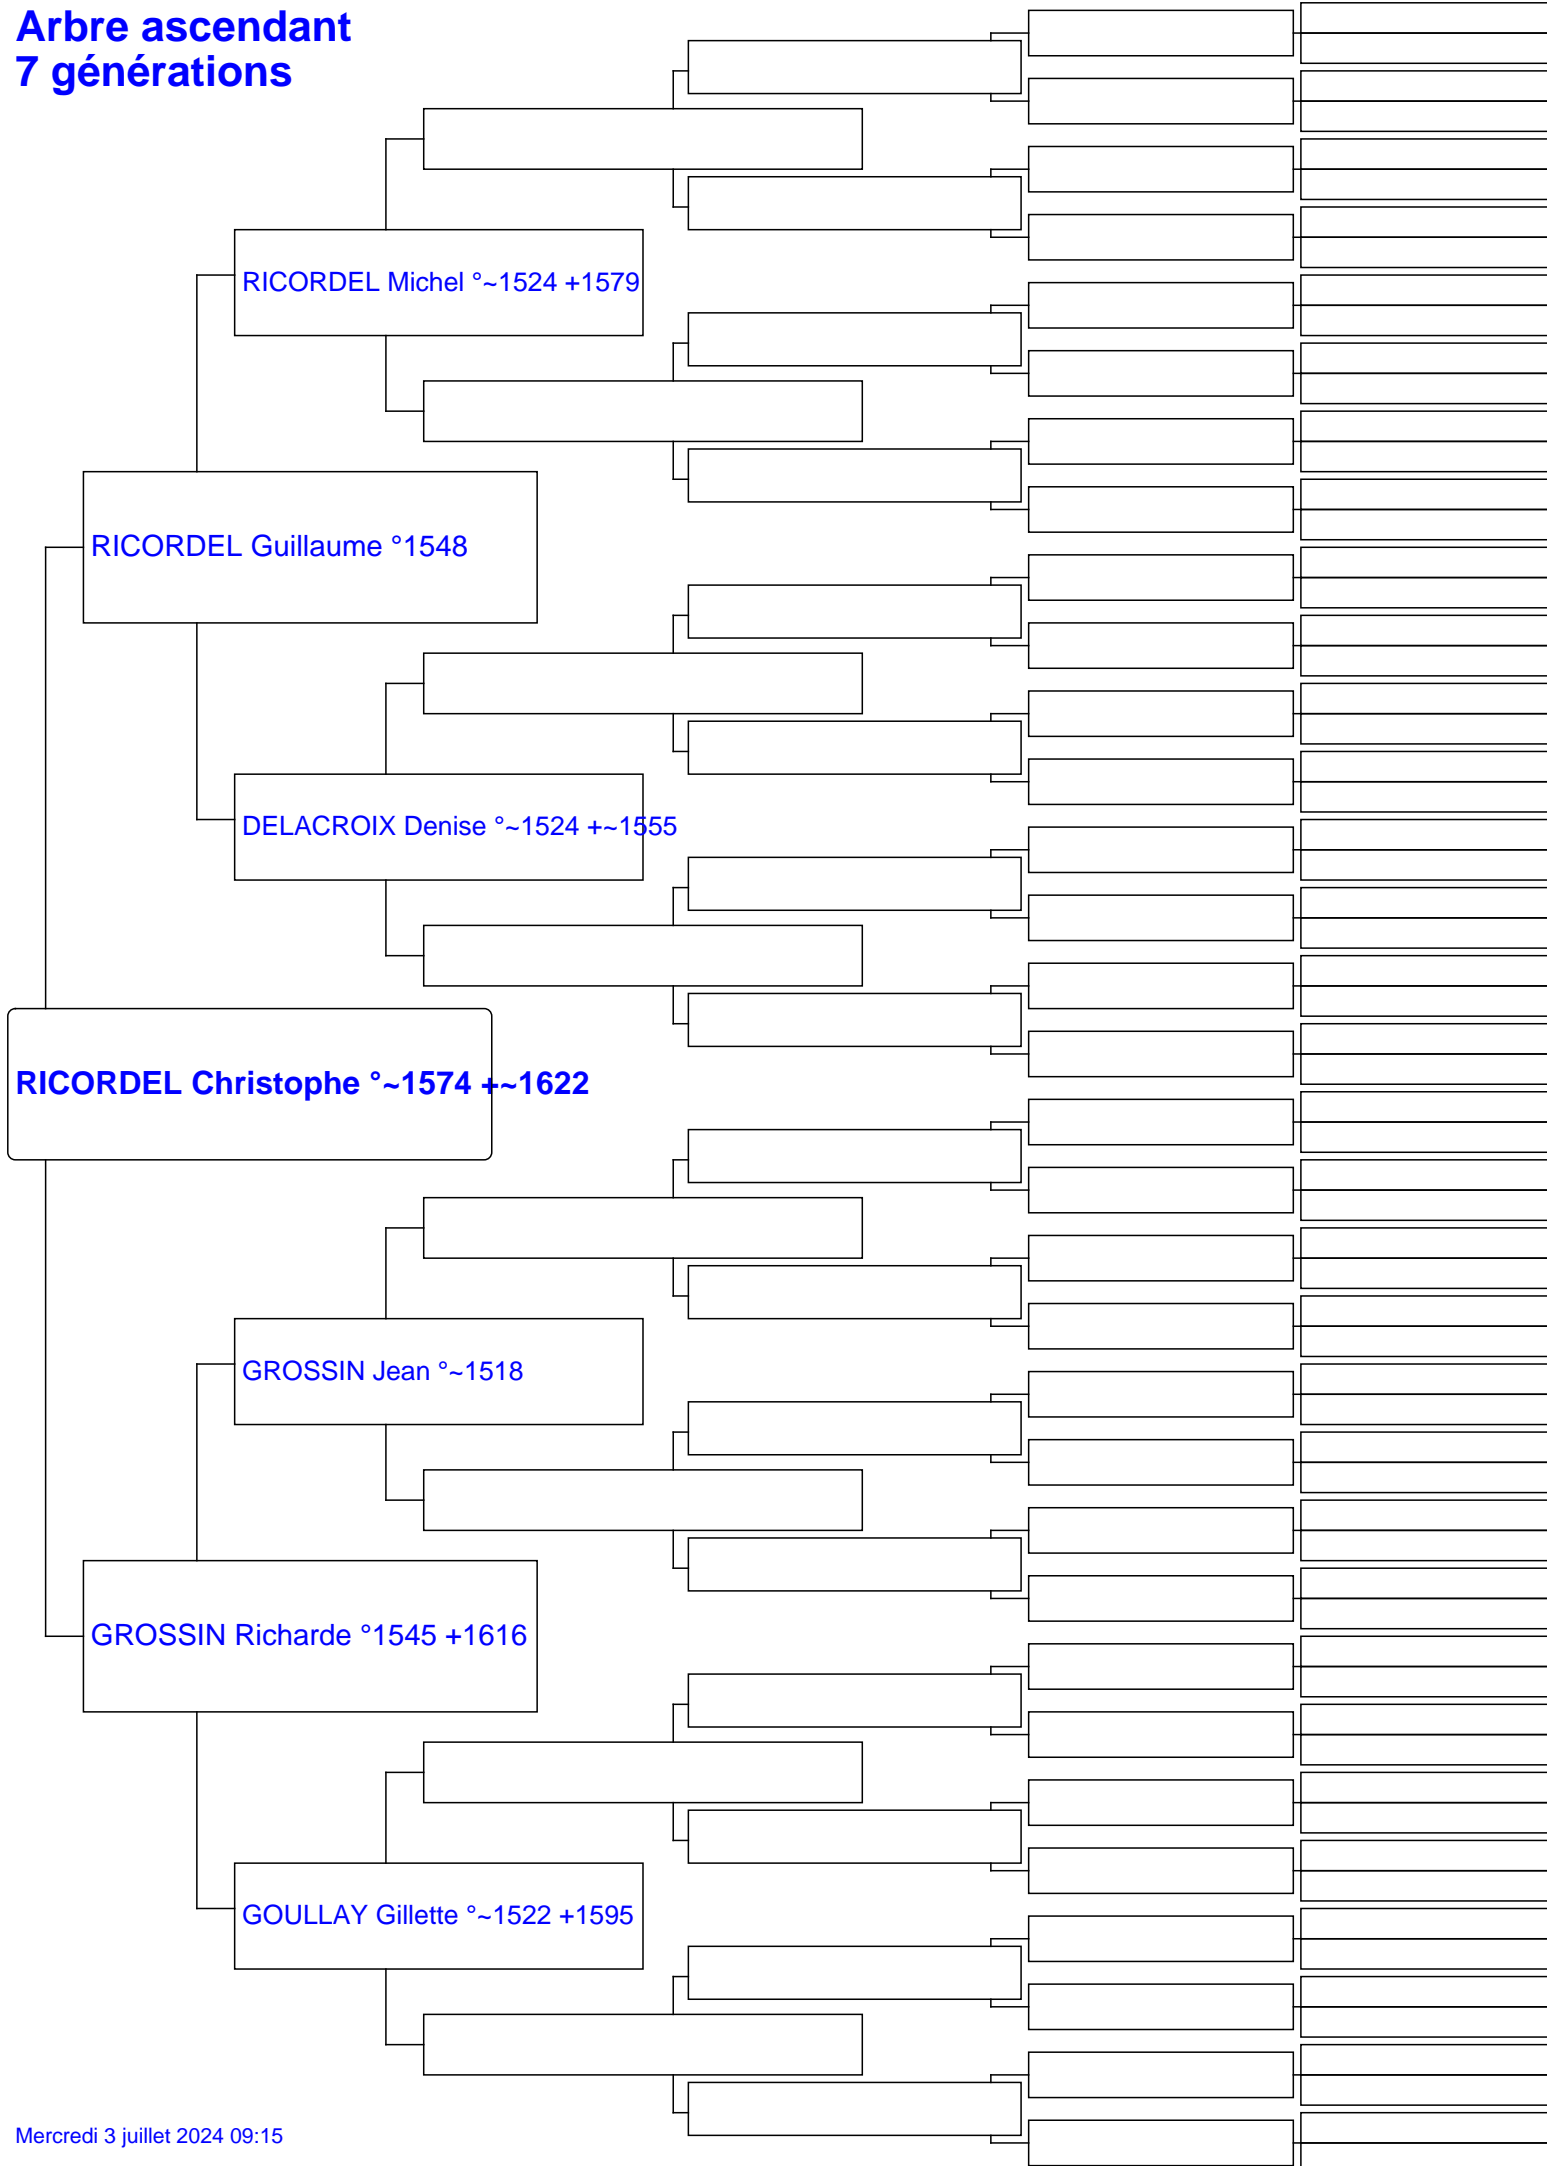 Arbre ascendant
7 générations
RICORDEL Michel °~1524 +1579
RICORDEL Guillaume °1548
DELACROIX Denise °~1524 +~1555
RICORDEL Christophe °~1574 +~1622
GROSSIN Jean °~1518
GROSSIN Richarde °1545 +1616
GOULLAY Gillette °~1522 +1595
Mercredi 3 juillet 2024 09:15